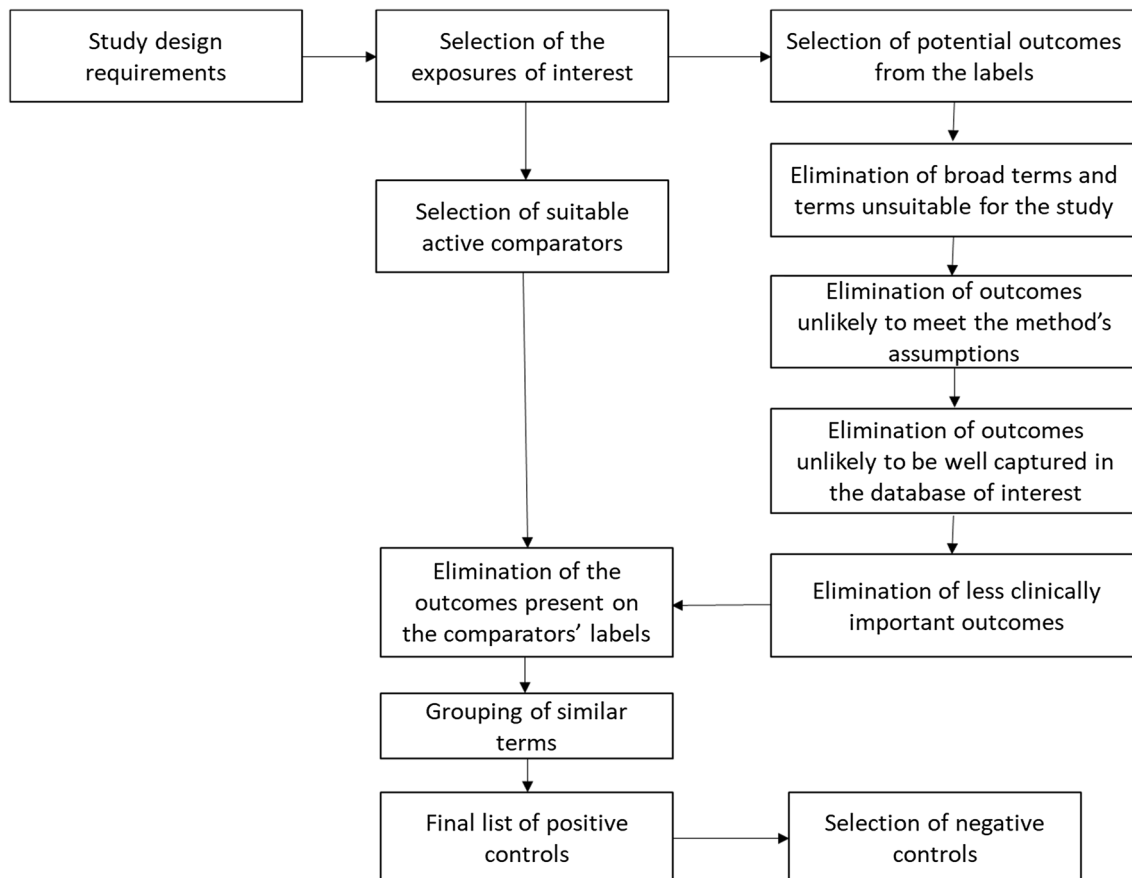 Study design
requirements
Selection of the
exposures of interest
Selection of potential outcomes
from the labels
Elimination of broad terms and
terms unsuitable for the study
Selection of suitable
active comparators
Elimination of outcomes
unlikely to meet the method’s
assumptions
Elimination of outcomes
unlikely to be well captured in
the database of interest
Elimination of the
outcomes present on
the comparators’ labels
Elimination of less clinically
important outcomes
Grouping of similar
terms
Final list of positive
controls
Selection of negative
controls